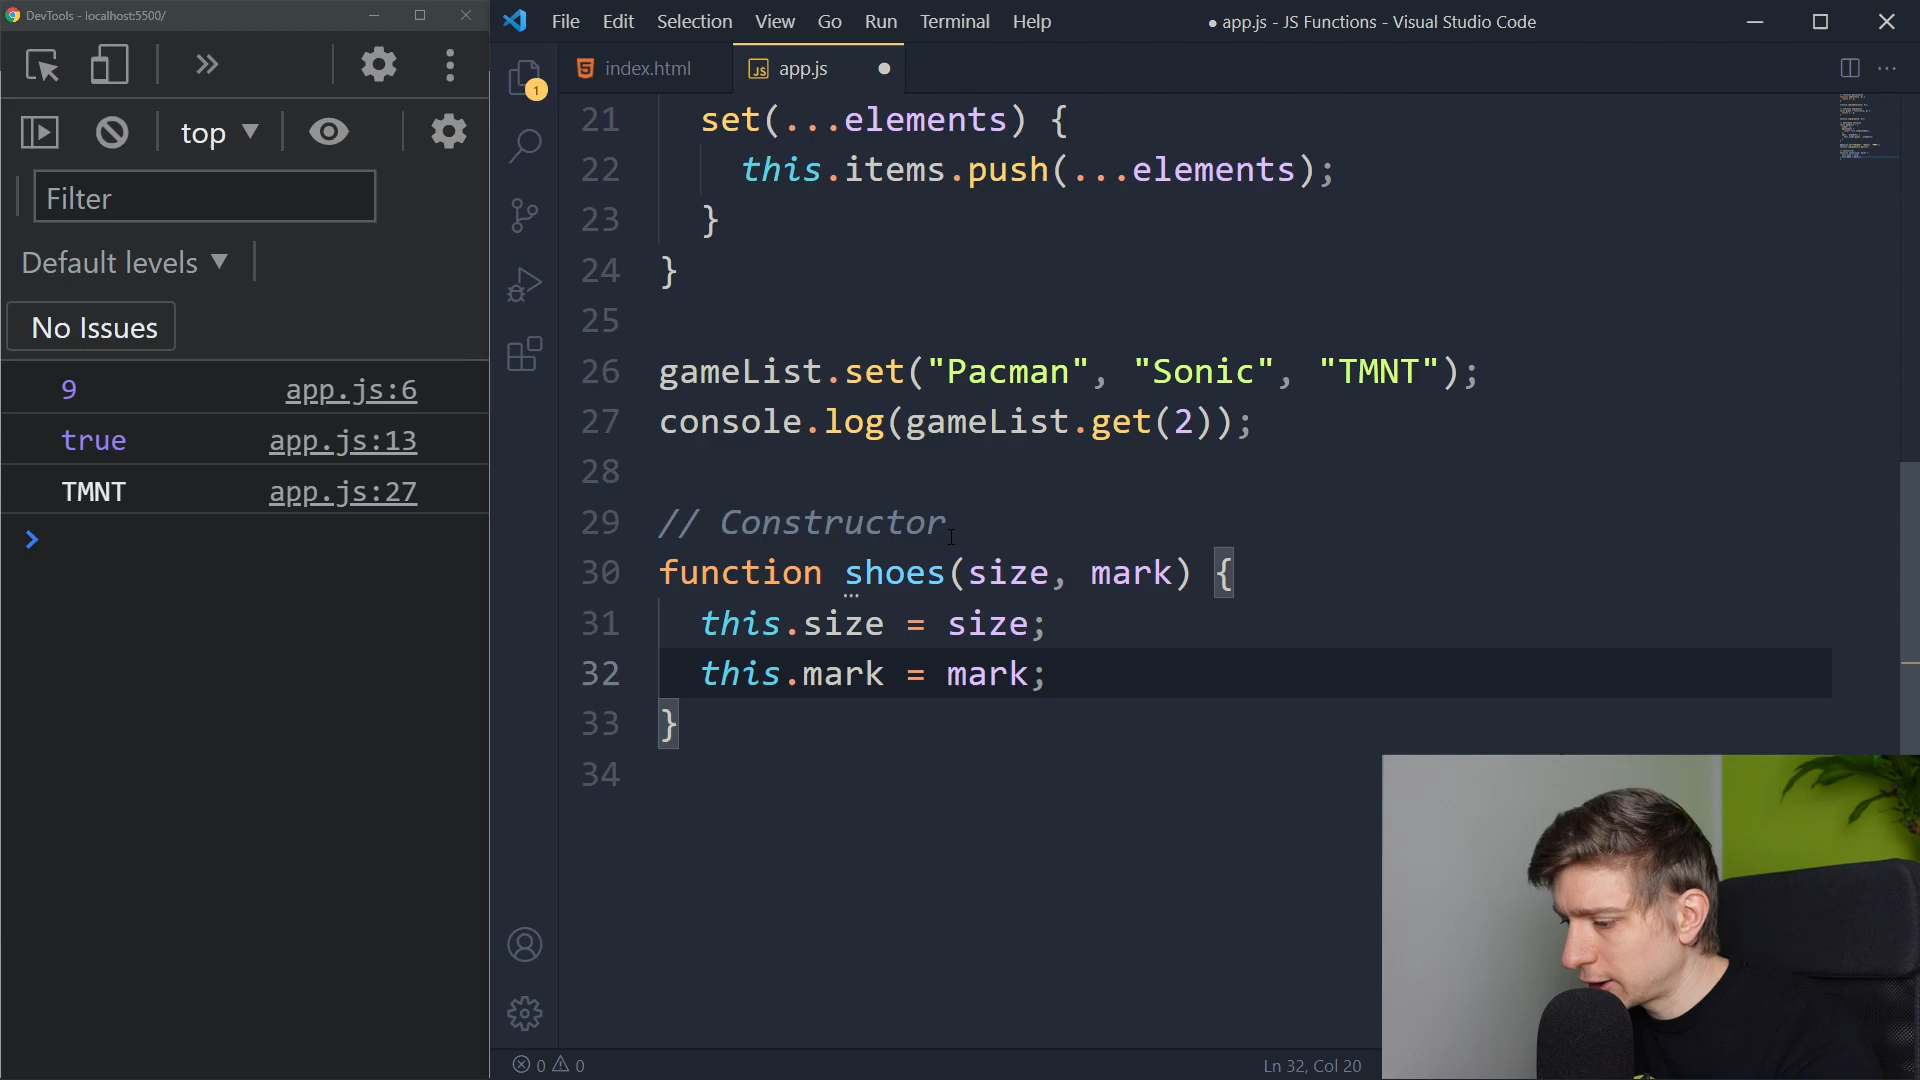 DevTools - localhost:5500/
top
Filter
Default levels
No Issues
9 app.js:6
true app.js:13
TMNT app.js:27
File Edit Selection View Go Run Terminal Help
● app.js - JS Functions - Visual Studio Code
1
index.html
JS app.js
21 set(...elements) {
22 this.items.push(...elements);
23 }
24 }
25
26 gameList.set("Pacman", "Sonic", "TMNT");
27 console.log(gameList.get(2));
28
29 // Constructor
30 function shoes(size, mark) {
31 this.size = size;
32 this.mark = mark;
33 }
34
0 0
Ln 32, Col 20